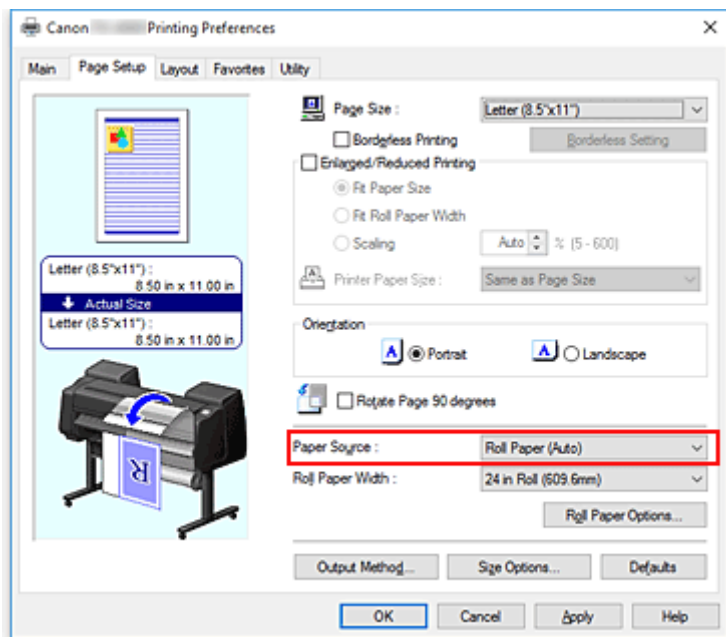 Canon Printing Preferences
Main Page Setup Layout Favorites Utility
Page Size : Letter (8.5"x11")
Borderless Printing Borderless Setting
Enlarged/Reduced Printing
Fit Paper Size
Fit Roll Paper Width
Scaling Auto % (5 - 600)
Printer Paper Size : Same as Page Size
Letter (8.5"x11") :
8.50 in x 11.00 in
Actual Size
Letter (8.5"x11") :
8.50 in x 11.00 in
Orientation
A Portrait A Landscape
Rotate Page 90 degrees
Paper Source : Roll Paper (Auto)
Roll Paper Width : 24 in Roll (609.6mm)
Roll Paper Options...
R
Output Method... Size Options... Defaults
OK Cancel Apply Help